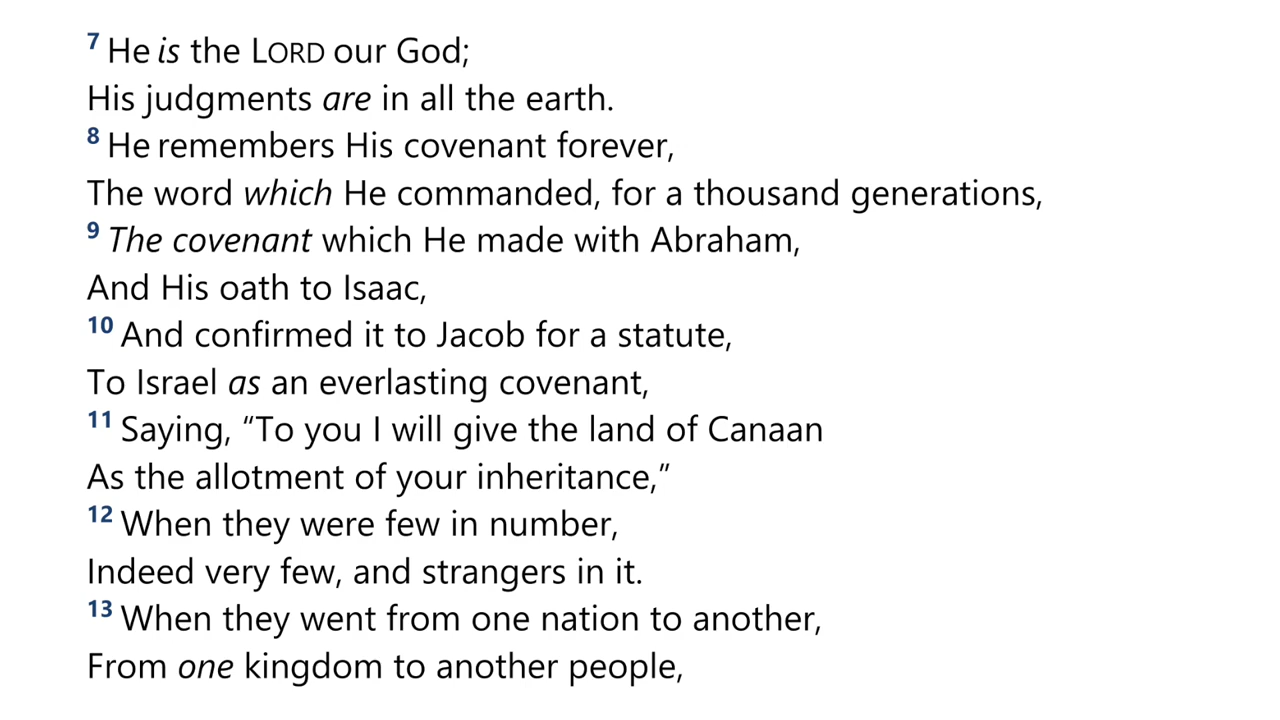 7 He is the LORD our God;
His judgments are in all the earth.
8 He remembers His covenant forever,
The word which He commanded, for a thousand generations,
9 The covenant which He made with Abraham,
And His oath to Isaac,
10 And confirmed it to Jacob for a statute,
To Israel as an everlasting covenant,
11 Saying, “To you I will give the land of Canaan
As the allotment of your inheritance,”
12 When they were few in number,
Indeed very few, and strangers in it.
13 When they went from one nation to another,
From one kingdom to another people,